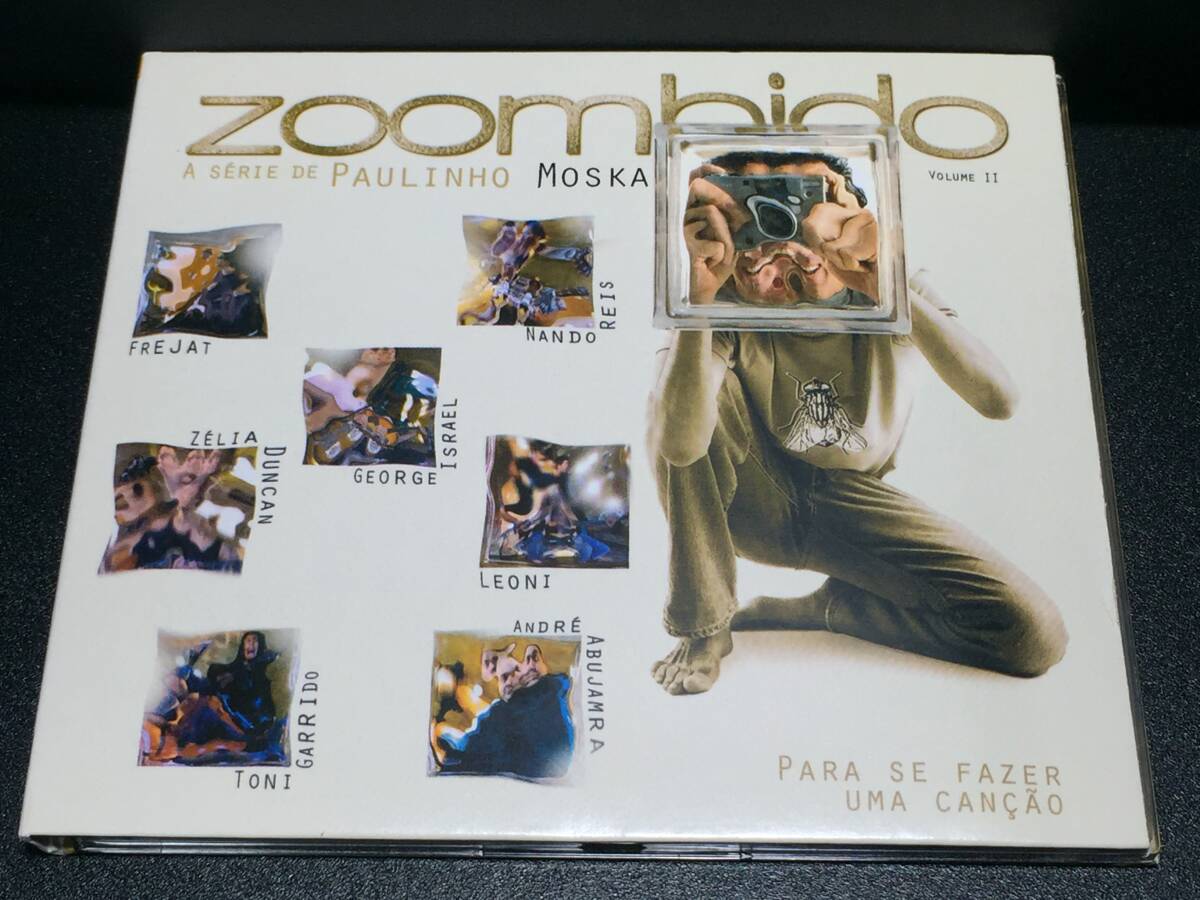 zoombido
A SÉRIE DE PAULINHO MOSKA
VOLUME II
FREJAT
NANDO REIS
GEORGE ISRAEL
ZÉLIA DUNCAN
LEONI
TONI GARRIDO
ANDRÉ ABUJAMRA
PARA SE FAZER
UMA CANÇÃO